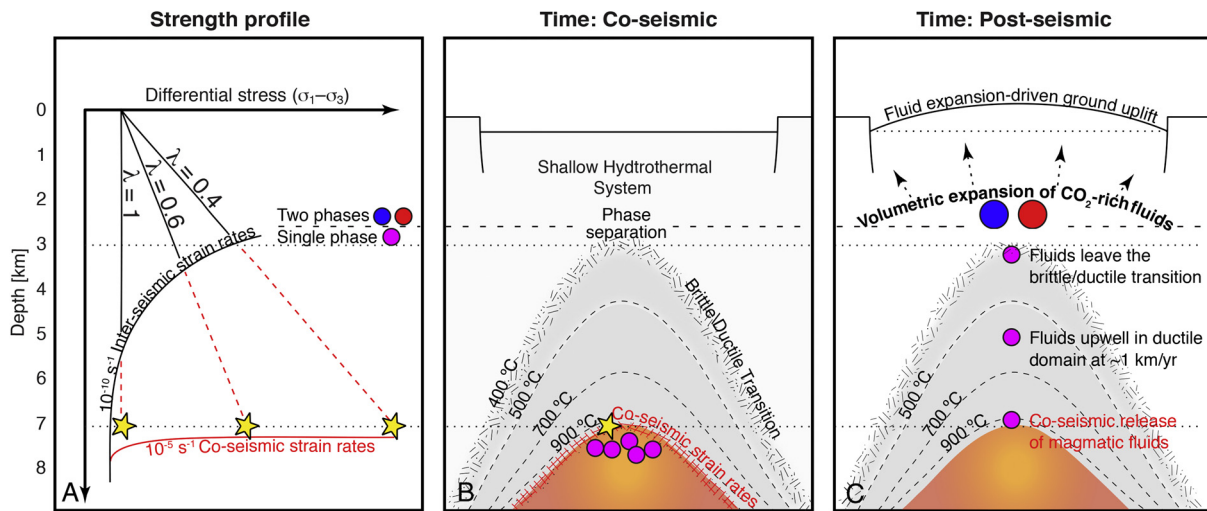 Strength profile
Differential stress (σ1–σ3)
0
1
2
3
4
5
6
7
8
Depth [km]
λ = 1
λ = 0.6
λ = 0.4
Two phases
Single phase
10-10 s-1 Inter-seismic strain rates
10-5 s-1 Co-seismic strain rates
A
Time: Co-seismic
Shallow Hydtrothermal
System
Phase
separation
Brittle Ductile Transition
400 °C
500 °C
700 °C
900 °C
Co-seismic strain rates
B
Time: Post-seismic
Fluid expansion-driven ground uplift
Volumetric expansion of CO2-rich fluids
Fluids leave the
brittle/ductile transition
Fluids upwell in ductile
domain at ~1 km/yr
500 °C
700 °C
900 °C
Co-seismic release
of magmatic fluids
C